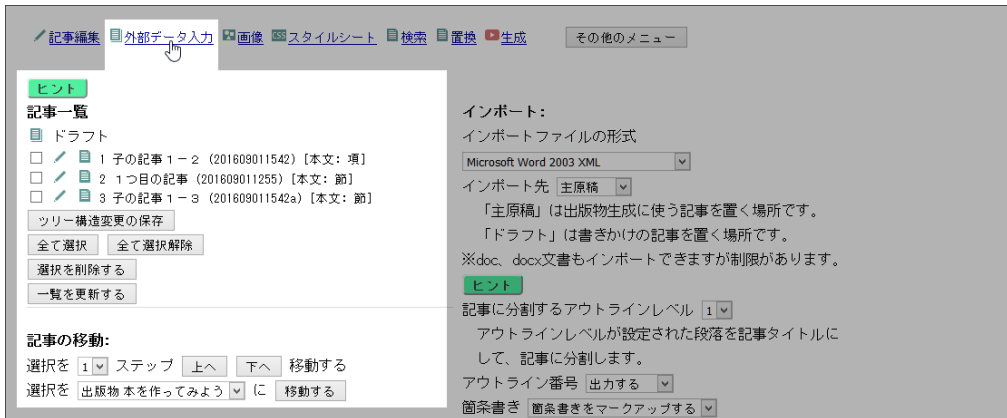 記事編集 外部データ入力 画像 CSS スタイルシート 検索 置換 生成 その他のメニュー
ヒント
記事一覧
ドラフト
1 子の記事１－２ (201609011542) [本文: 項]
2 １つ目の記事 (201609011255) [本文: 節]
3 子の記事１－３ (201609011542a) [本文: 節]
ツリー構造変更の保存
全て選択 全て選択解除
選択を削除する
一覧を更新する
記事の移動:
選択を 1 ステップ 上へ 下へ 移動する
選択を 出版物 本を作ってみよう に 移動する
インポート:
インポートファイルの形式
Microsoft Word 2003 XML
インポート先 主原稿
「主原稿」は出版物生成に使う記事を置く場所です。
「ドラフト」は書きかけの記事を置く場所です。
※doc、docx文書もインポートできますが制限があります。
ヒント
記事に分割するアウトラインレベル 1
アウトラインレベルが設定された段落を記事タイトルに
して、記事に分割します。
アウトライン番号 出力する
箇条書き 箇条書きをマークアップする